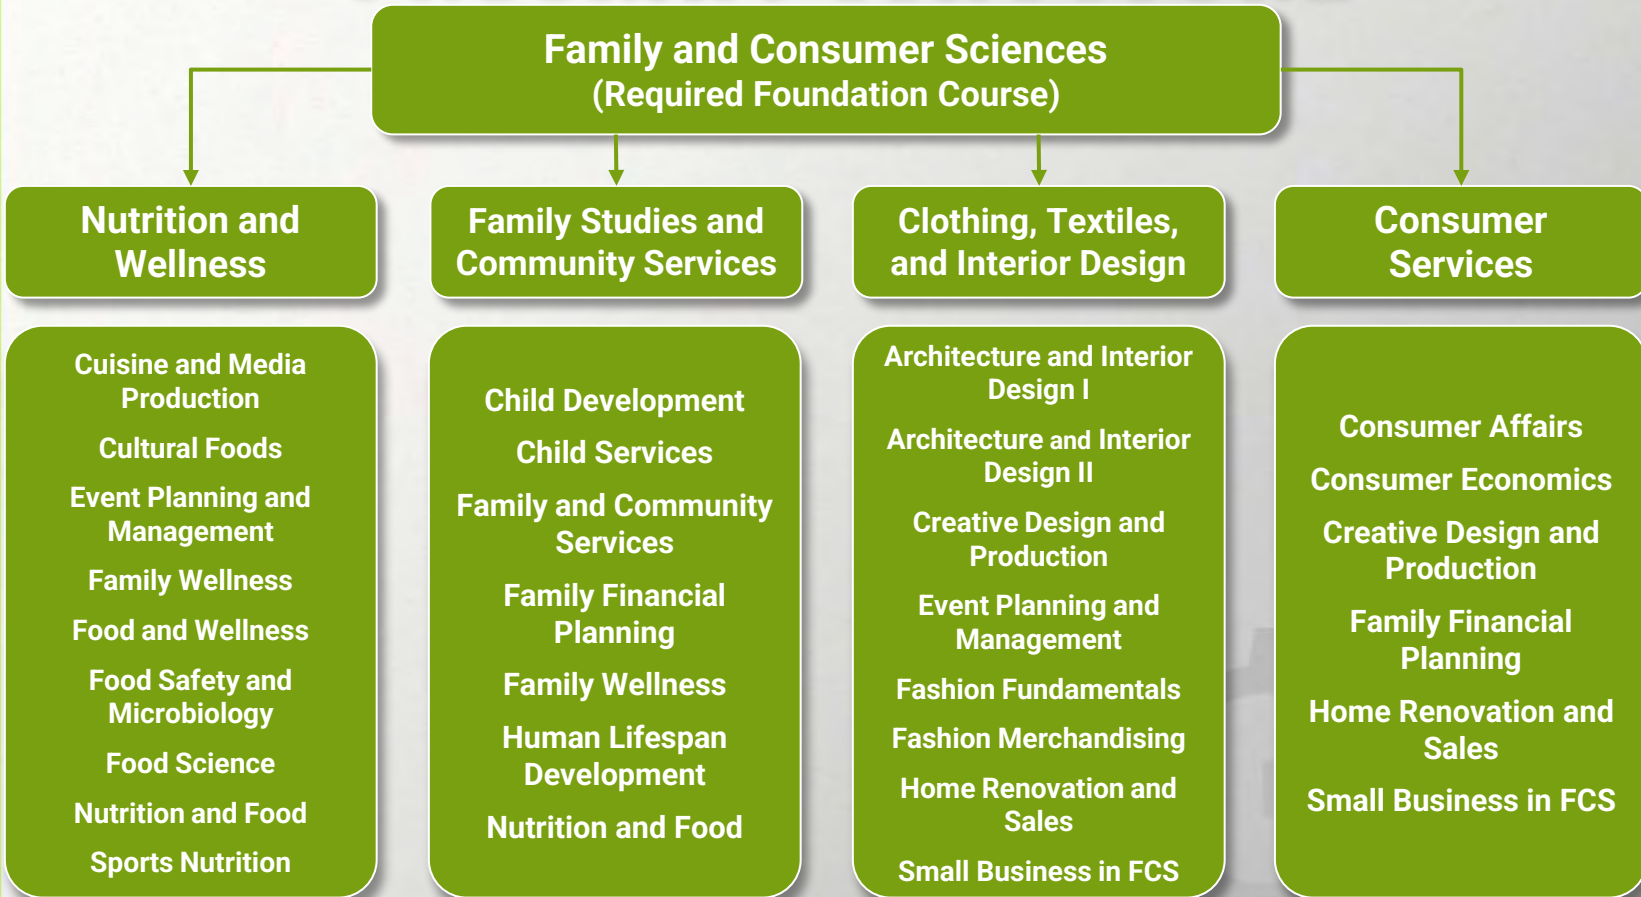 Family and Consumer Sciences
(Required Foundation Course)
Nutrition and
Wellness
Family Studies and
Community Services
Clothing, Textiles,
and Interior Design
Consumer
Services
Cuisine and Media
Production
Cultural Foods
Event Planning and
Management
Family Wellness
Food and Wellness
Food Safety and
Microbiology
Food Science
Nutrition and Food
Sports Nutrition
Child Development
Child Services
Family and Community
Services
Family Financial
Planning
Family Wellness
Human Lifespan
Development
Nutrition and Food
Architecture and Interior
Design I
Architecture and Interior
Design II
Creative Design and
Production
Event Planning and
Management
Fashion Fundamentals
Fashion Merchandising
Home Renovation and
Sales
Small Business in FCS
Consumer Affairs
Consumer Economics
Creative Design and
Production
Family Financial
Planning
Home Renovation and
Sales
Small Business in FCS